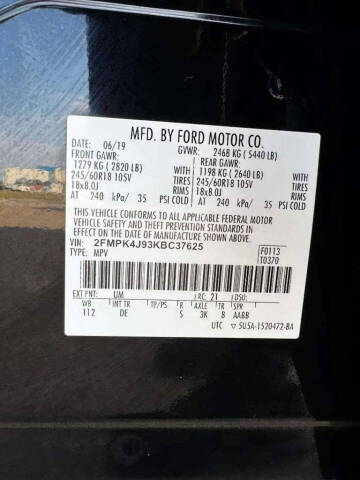 MFD. BY FORD MOTOR CO.
DATE: 06/19 GVWR: 2468 KG ( 5440 LB)
FRONT GAWR: REAR GAWR:
1279 KG ( 2820 LB) 1198 KG ( 2640 LB)
245/60R18 105V TIRES 245/60R18 105V TIRES
18x8.0J RIMS 18x8.0J RIMS
AT 240 kPa/ 35 PSI COLD AT 240 kPa/ 35 PSI COLD
THIS VEHICLE CONFORMS TO ALL APPLICABLE FEDERAL MOTOR
VEHICLE SAFETY AND THEFT PREVENTION STANDARDS IN EFFECT ON THE
DATE OF MANUFACTURE SHOWN ABOVE.
VIN: 2FMPK4J93KBC37625
TYPE: MPV
F0113
T0370
EXT PNT: UM RC: 21 DSO:
WB INT TR TP/PS R AXLE TR SPR
112 DE 5 3K 8 AABB
UTC 5U5A-1520472-BA